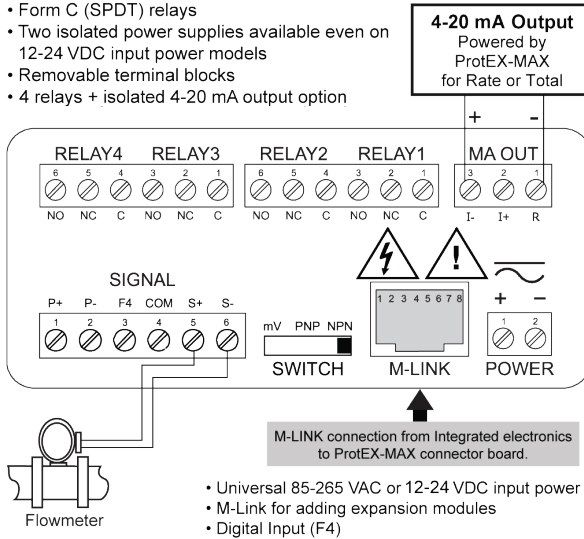 • Form C (SPDT) relays
• Two isolated power supplies available even on
12-24 VDC input power models
• Removable terminal blocks
• 4 relays + isolated 4-20 mA output option
4-20 mA Output
Powered by
ProtEX-MAX
for Rate or Total
+ -
RELAY4 RELAY3 RELAY2 RELAY1 MA OUT
6 5 4 3 2 1 6 5 4 3 2 1 3 2 1
NO NC C NO NC C NO NC C NO NC C I- I+ R
SIGNAL
P+ P- F4 COM S+ S-
1 2 3 4 5 6
mV PNP NPN
SWITCH
!
1 2 3 4 5 6 7 8
M-LINK
+ −
1 2
POWER
M-LINK connection from Integrated electronics
to ProtEX-MAX connector board.
Flowmeter
• Universal 85-265 VAC or 12-24 VDC input power
• M-Link for adding expansion modules
• Digital Input (F4)